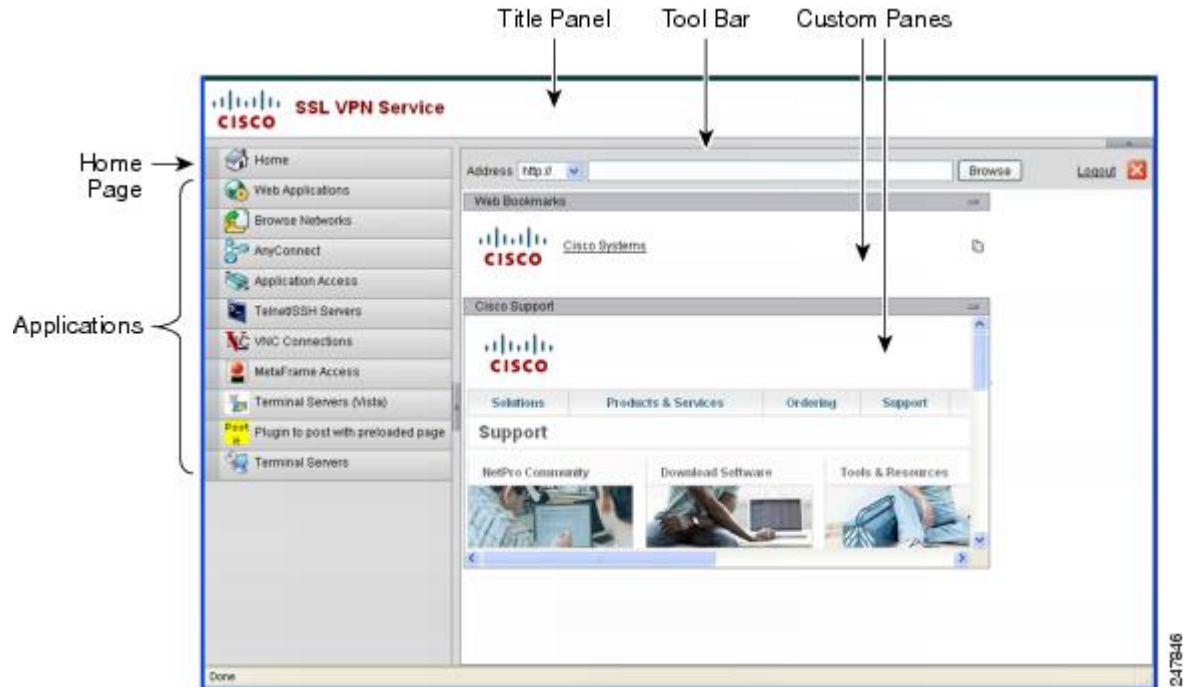 Title Panel
Tool Bar
Custom Panes
CISCO
SSL VPN Service
Home Page
Applications
Home
Web Applications
Browse Networks
AnyConnect
Application Access
Telnet/SSH Servers
VNC Connections
MetaFrame Access
Terminal Servers (Vista)
Post it
Plugin to post with preloaded page
Terminal Servers
Address http://
Browse
Logout
Web Bookmarks
CISCO
Cisco Systems
Cisco Support
CISCO
Solutions
Products & Services
Ordering
Support
Support
NetPro Community
Download Software
Tools & Resources
Done
247846